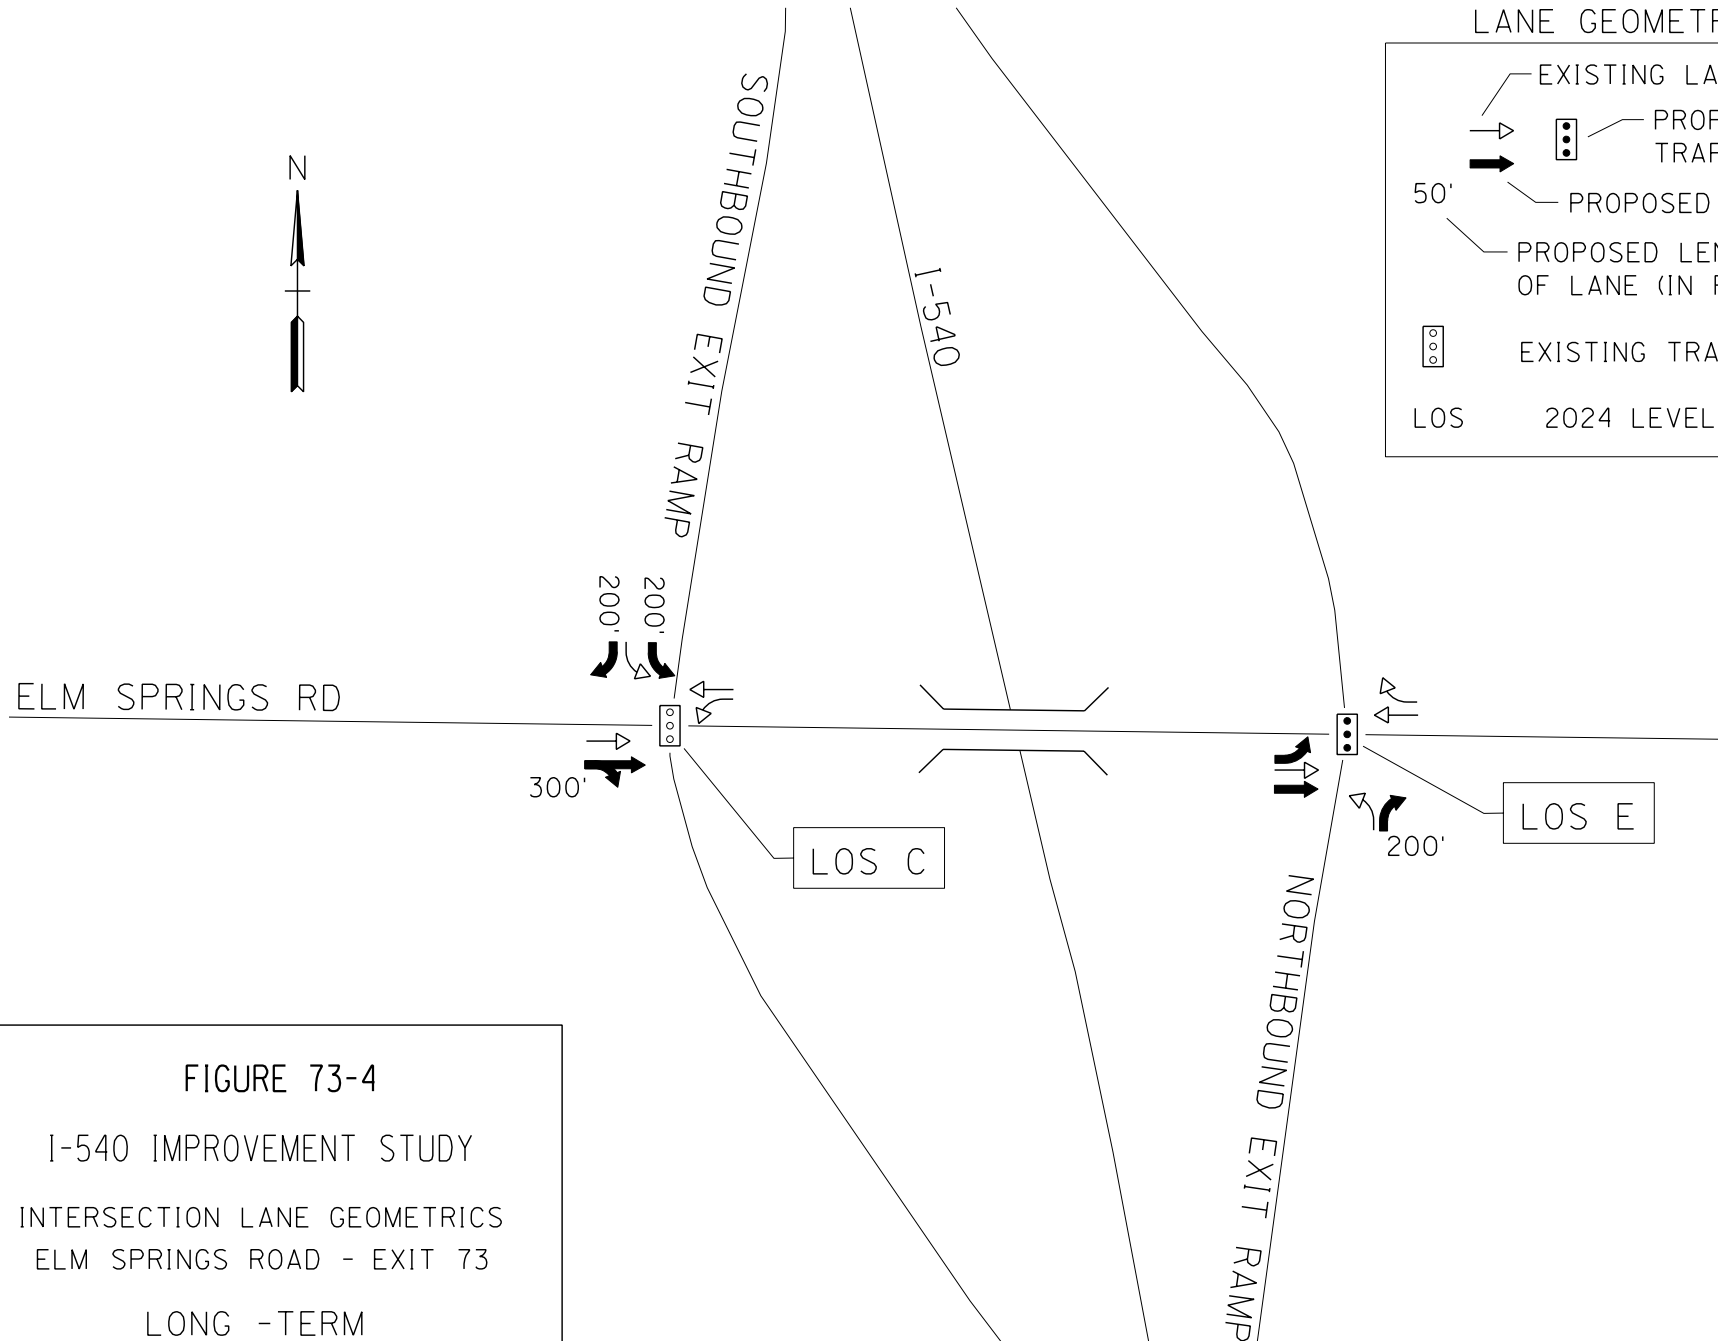 LANE GEOMETR
EXISTING LA
PROP
TRAF
50'
PROPOSED
PROPOSED LEN
OF LANE (IN F
EXISTING TRA
LOS 2024 LEVEL
N
SOUTHBOUND EXIT RAMP
I-540
200' 200'
ELM SPRINGS RD
300'
LOS C
LOS E
200'
NORTHBOUND EXIT RAMP
FIGURE 73-4
I-540 IMPROVEMENT STUDY
INTERSECTION LANE GEOMETRICS
ELM SPRINGS ROAD - EXIT 73
LONG -TERM